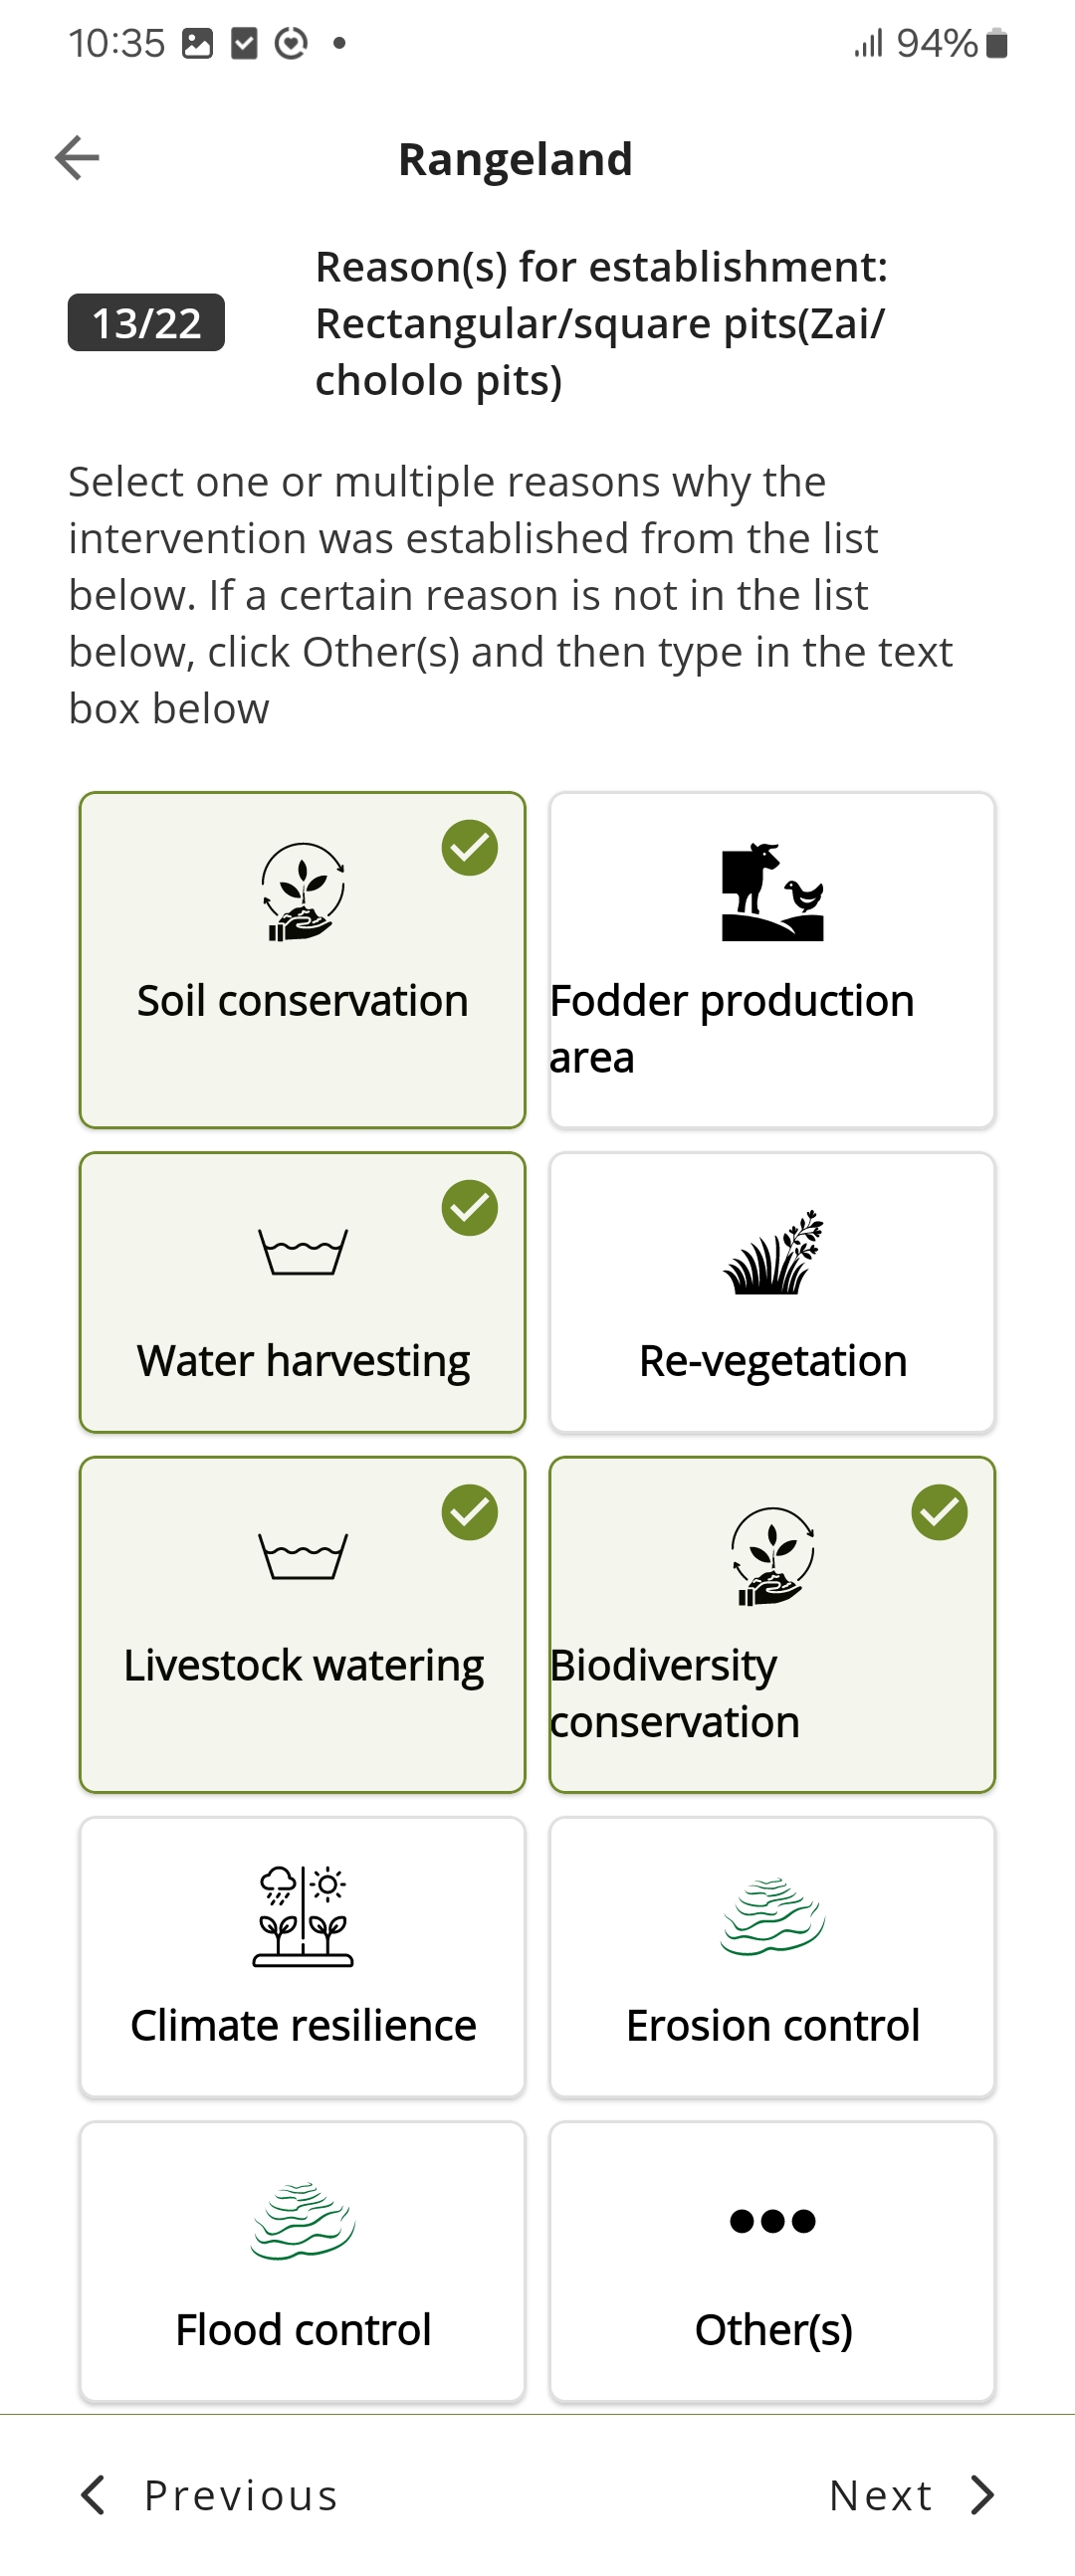 10:35
94%
Rangeland
13/22
Reason(s) for establishment:
Rectangular/square pits(Zai/
chololo pits)
Select one or multiple reasons why the
intervention was established from the list
below. If a certain reason is not in the list
below, click Other(s) and then type in the text
box below
Soil conservation
Fodder production
area
Water harvesting
Re-vegetation
Livestock watering
Biodiversity
conservation
Climate resilience
Erosion control
Flood control
Other(s)
Previous
Next